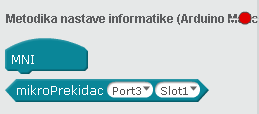 Metodika nastave informatike (Arduino
MNI
mikroPrekidac Port3 Slot1